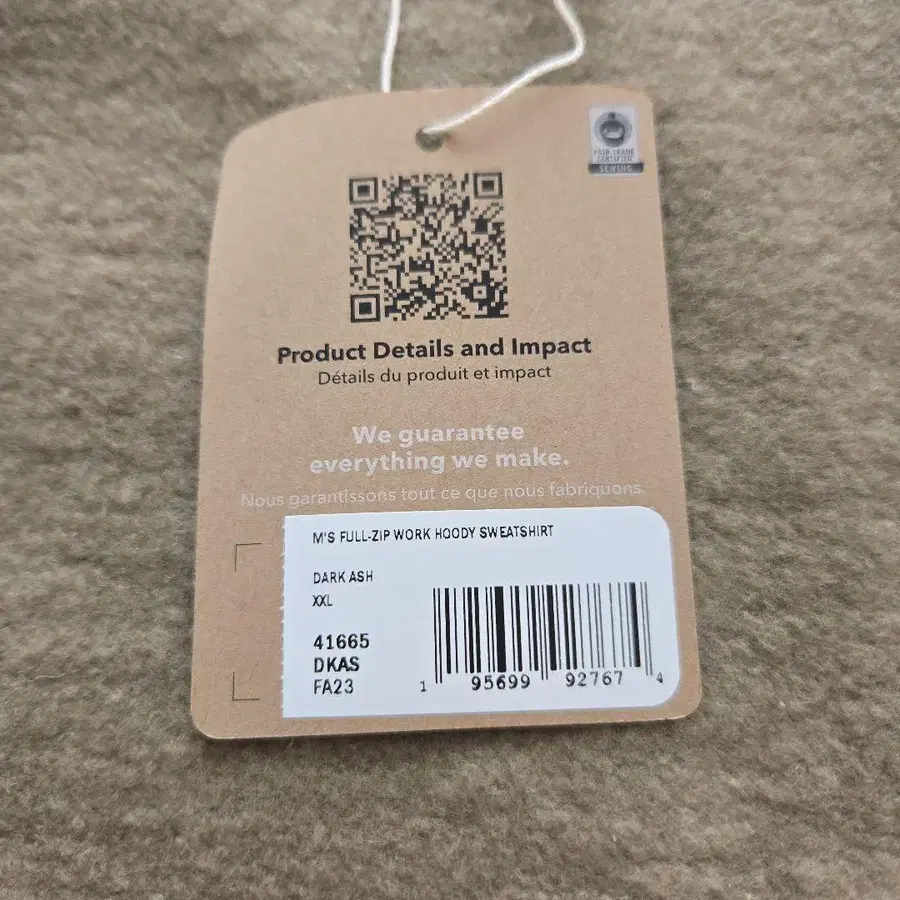 FAIR TRADE
CERTIFIED
SEWING
Product Details and Impact
Détails du produit et impact
We guarantee
everything we make.
Nous garantissons tout ce que nous fabriquons.
M'S FULL-ZIP WORK HOODY SWEATSHIRT
DARK ASH
XXL
41665
DKAS
FA23
1 95699 92767 4